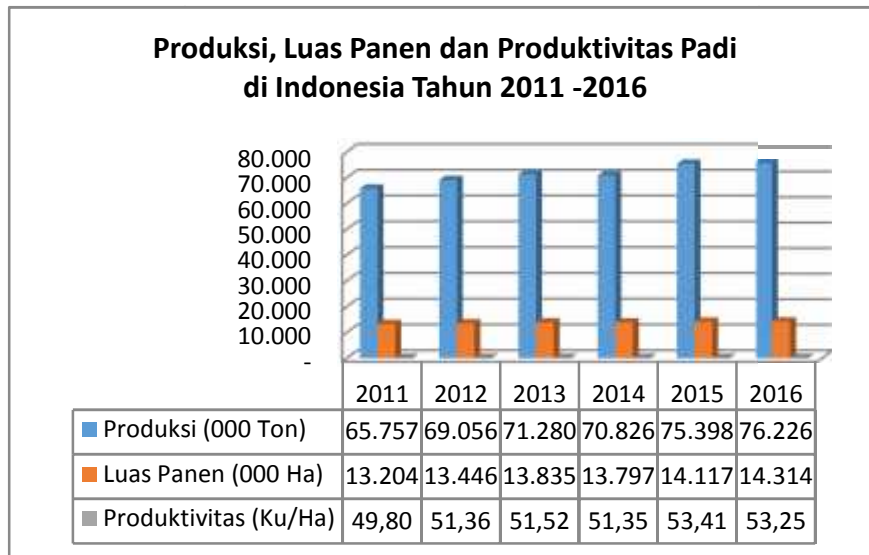 Produksi, Luas Panen dan Produktivitas Padi
di Indonesia Tahun 2011 -2016
80.000
70.000
60.000
50.000
40.000
30.000
20.000
10.000
-
2011 2012 2013 2014 2015 2016
Produksi (000 Ton) 65.757 69.056 71.280 70.826 75.398 76.226
Luas Panen (000 Ha) 13.204 13.446 13.835 13.797 14.117 14.314
Produktivitas (Ku/Ha) 49,80 51,36 51,52 51,35 53,41 53,25